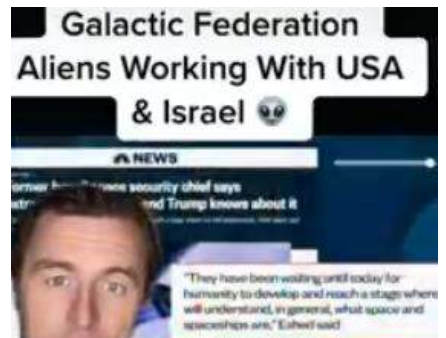 Galactic Federation
Aliens Working With USA
& Israel 👽
NEWS
security chief says
and Trump knows about it
"They have been waiting until today for
humanity to develop and reach a stage where
will understand, in general, what space and
spaceships are," Eshed said